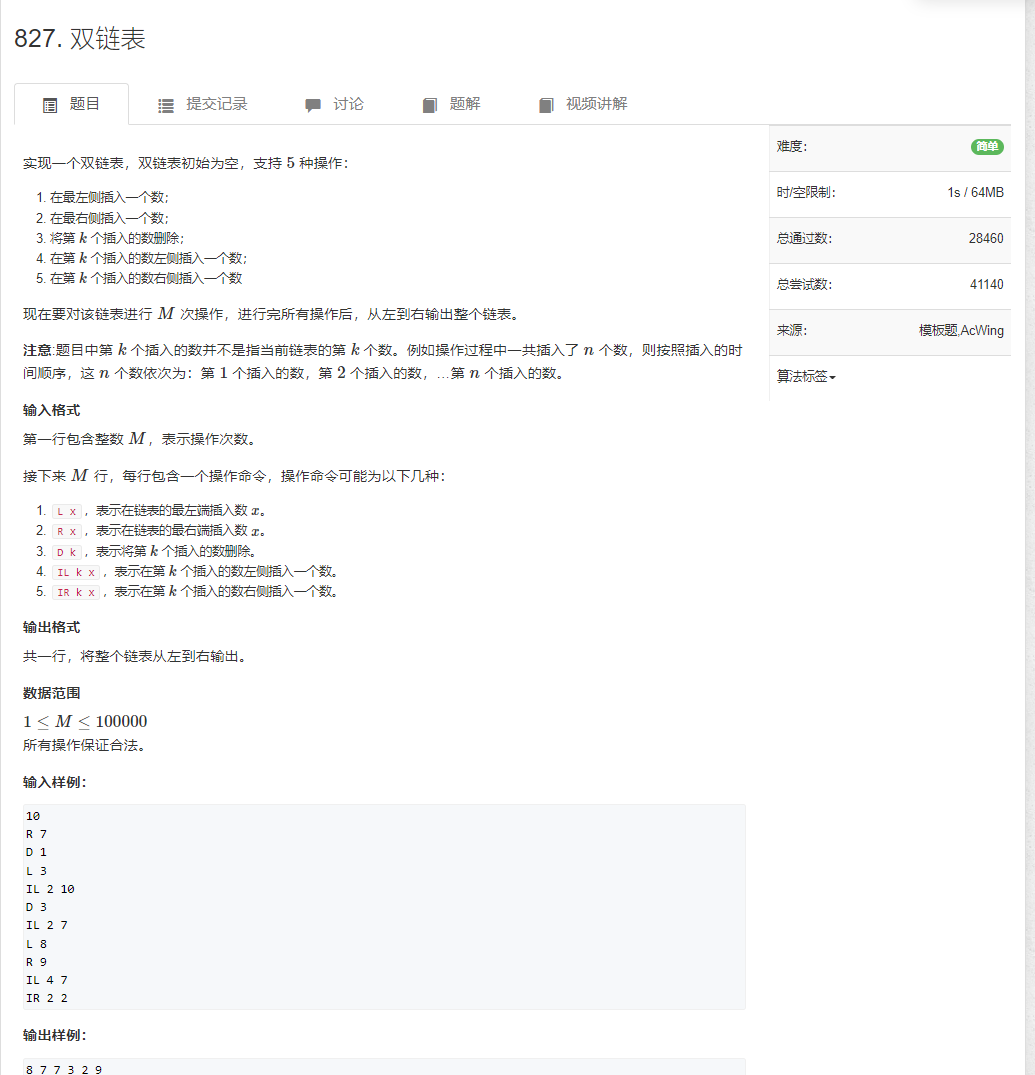 827. 双链表
题目 提交记录 讨论 题解 视频讲解
实现一个双链表，双链表初始为空，支持 5 种操作：
1. 在最左侧插入一个数；
2. 在最右侧插入一个数；
3. 将第 k 个插入的数删除；
4. 在第 k 个插入的数左侧插入一个数；
5. 在第 k 个插入的数右侧插入一个数
现在要对该链表进行 M 次操作，进行完所有操作后，从左到右输出整个链表。
注意:题目中第 k 个插入的数并不是指当前链表的第 k 个数。例如操作过程中一共插入了 n 个数，则按照插入的时
间顺序，这 n 个数依次为：第 1 个插入的数，第 2 个插入的数，…第 n 个插入的数。
输入格式
第一行包含整数 M，表示操作次数。
接下来 M 行，每行包含一个操作命令，操作命令可能为以下几种：
1. L x，表示在链表的最左端插入数 x。
2. R x，表示在链表的最右端插入数 x。
3. D k，表示将第 k 个插入的数删除。
4. IL k x，表示在第 k 个插入的数左侧插入一个数。
5. IR k x，表示在第 k 个插入的数右侧插入一个数。
输出格式
共一行，将整个链表从左到右输出。
数据范围
1 ≤ M ≤ 100000
所有操作保证合法。
输入样例：
10
R 7
D 1
L 3
IL 2 10
D 3
IL 2 7
L 8
R 9
IL 4 7
IR 2 2
输出样例：
8 7 7 3 2 9
难度： 简单
时/空限制： 1s / 64MB
总通过数： 28460
总尝试数： 41140
来源： 模板题,AcWing
算法标签